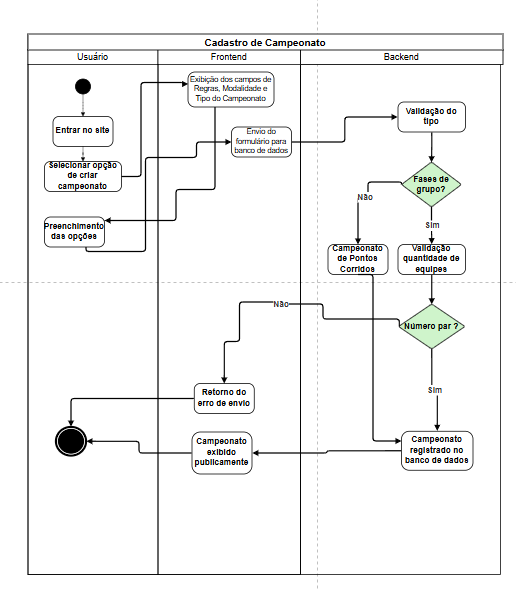 Cadastro de Campeonato
Usuário
Frontend
Backend
Entrar no site
Selecionar opção
de criar
campeonato
Exibição dos campos de
Regras, Modalidade e
Tipo do Campeonato
Envio do
formulário para
banco de dados
Preenchimento
das opções
Validação do
tipo
Fases de
grupo?
Não
Sim
Campeonato
de Pontos
Corridos
Validação
quantidade de
equipes
Número par ?
Não
Sim
Retorno do
erro de envio
Campeonato
exibido
publicamente
Campeonato
registrado no
banco de dados